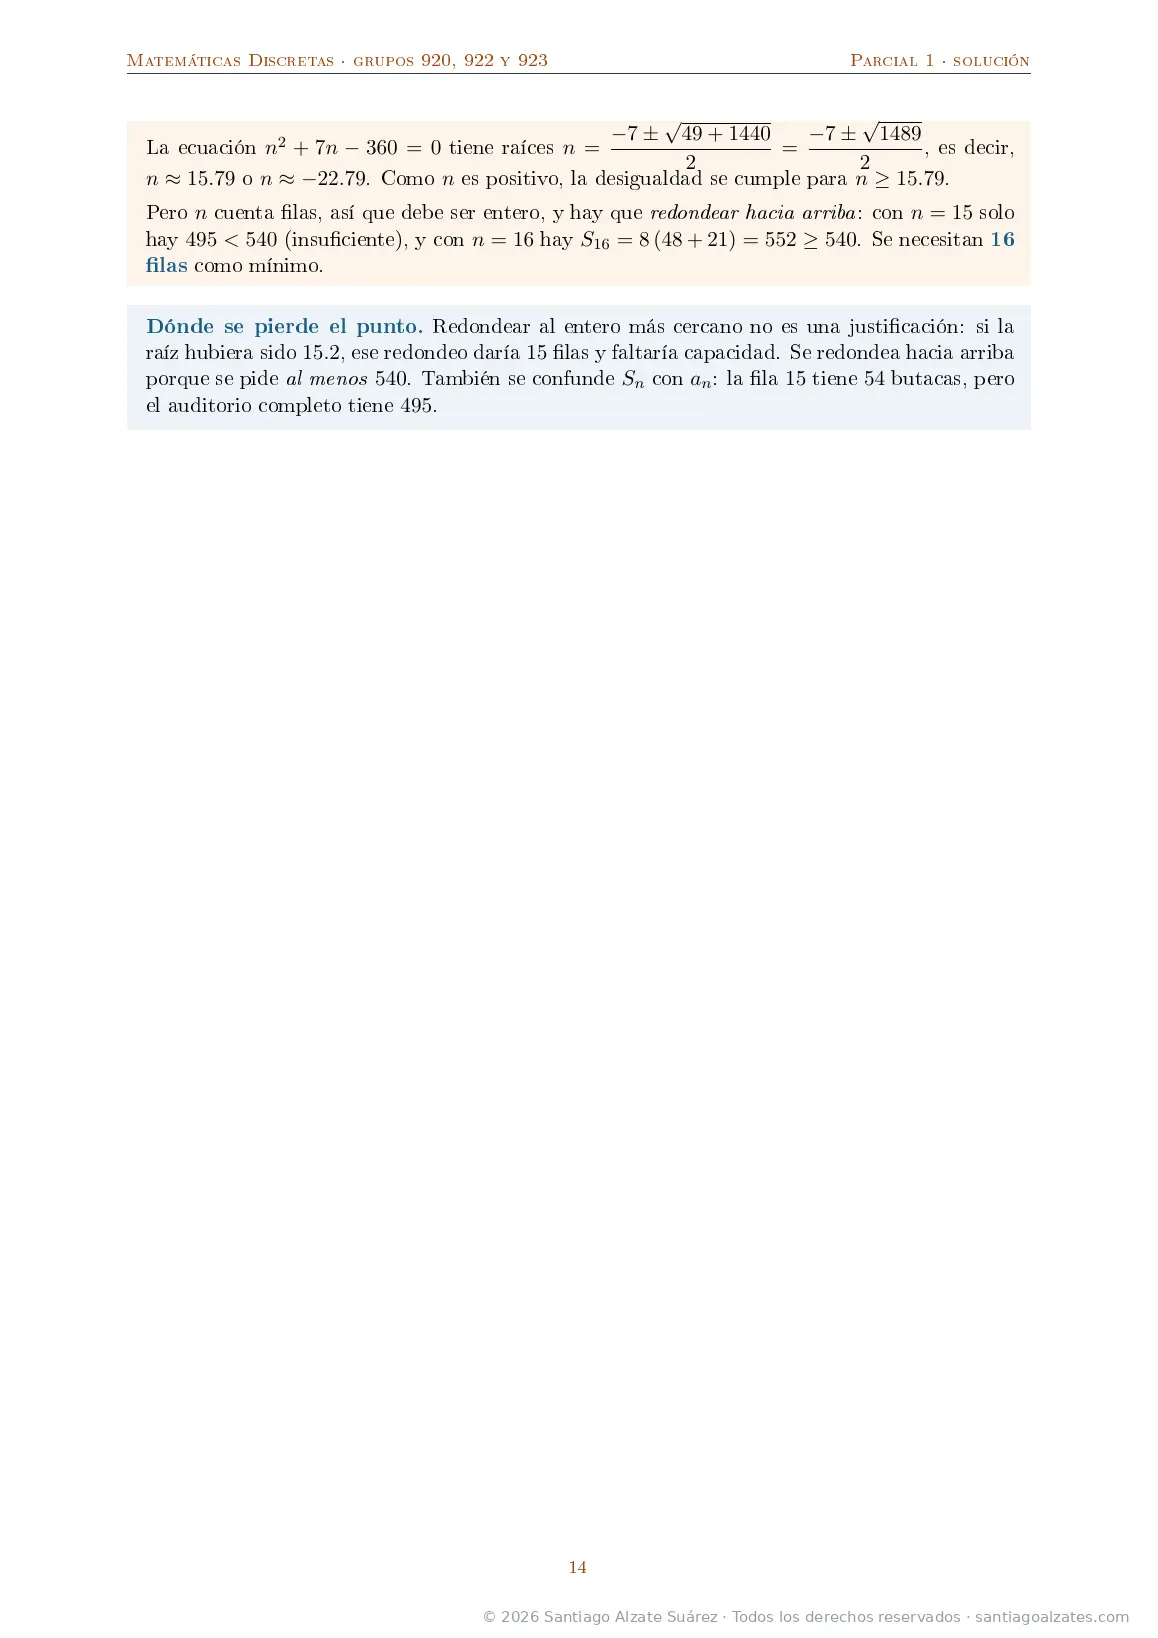 Matemáticas Discretas · grupos 920, 922 y 923
Parcial 1 · solución
La ecuación n² + 7n − 360 = 0 tiene raíces n = (−7 ± √(49 + 1440))/2 = (−7 ± √1489)/2, es decir,
n ≈ 15.79 o n ≈ −22.79. Como n es positivo, la desigualdad se cumple para n ≥ 15.79.
Pero n cuenta filas, así que debe ser entero, y hay que redondear hacia arriba: con n = 15 solo
hay 495 < 540 (insuficiente), y con n = 16 hay S₁₆ = 8 (48 + 21) = 552 ≥ 540. Se necesitan 16
filas como mínimo.
Dónde se pierde el punto. Redondear al entero más cercano no es una justificación: si la
raíz hubiera sido 15.2, ese redondeo daría 15 filas y faltaría capacidad. Se redondea hacia arriba
porque se pide al menos 540. También se confunde Sₙ con aₙ: la fila 15 tiene 54 butacas, pero
el auditorio completo tiene 495.
14
© 2026 Santiago Alzate Suárez · Todos los derechos reservados · santiagoalzates.com